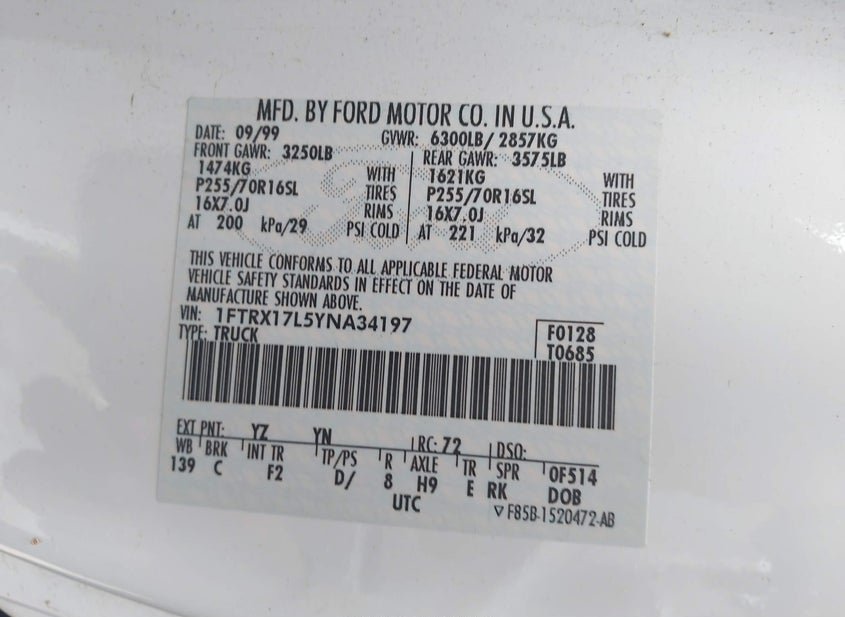 MFD. BY FORD MOTOR CO. IN U.S.A.
DATE: 09/99 GVWR: 6300LB/ 2857KG
FRONT GAWR: 3250LB REAR GAWR: 3575LB
1474KG WITH 1621KG WITH
P255/70R16SL TIRES P255/70R16SL TIRES
16X7.0J RIMS 16X7.0J RIMS
AT 200 kPa/29 PSI COLD AT 221 kPa/32 PSI COLD
THIS VEHICLE CONFORMS TO ALL APPLICABLE FEDERAL MOTOR
VEHICLE SAFETY STANDARDS IN EFFECT ON THE DATE OF
MANUFACTURE SHOWN ABOVE.
VIN: 1FTRX17L5YNA34197 F0128
TYPE: TRUCK T0685
EXT PNT: YZ YN RC: 72 DSO:
WB BRK INT TR TP/PS R AXLE TR SPR 0F514
139 C F2 D/ 8 H9 E RK DOB
UTC ▽ F85B-1520472-AB